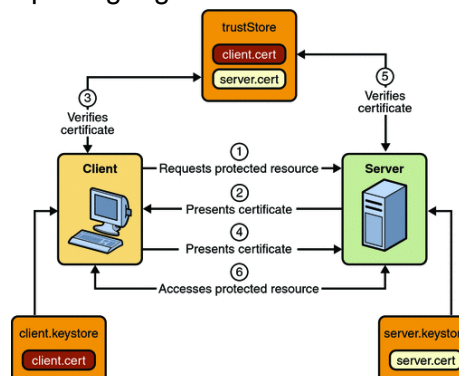 trustStore
client.cert
server.cert
3
Verifies
certificate
5
Verifies
certificate
Client
1
Requests protected resource
2
Presents certificate
4
Presents certificate
6
Accesses protected resource
Server
client.keystore
client.cert
server.keystor
server.cert